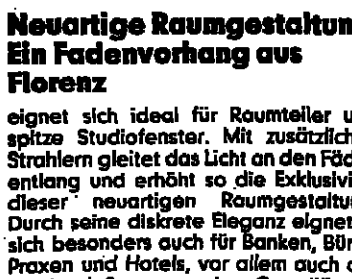 Neuartige Raumgestaltun
Ein Fadenvorhang aus
Florenz
eignet sich ideal für Raumteiler u
spitze Studiofenster. Mit zusätzlich
Strahlern gleitet das Licht an den Fäd
entlang und erhöht so die Exklusivi
dieser neuartigen Raumgestaltu
Durch seine diskrete Eleganz eignet
sich besonders auch für Banken, Bür
Praxen und Hotels, vor allem auch a